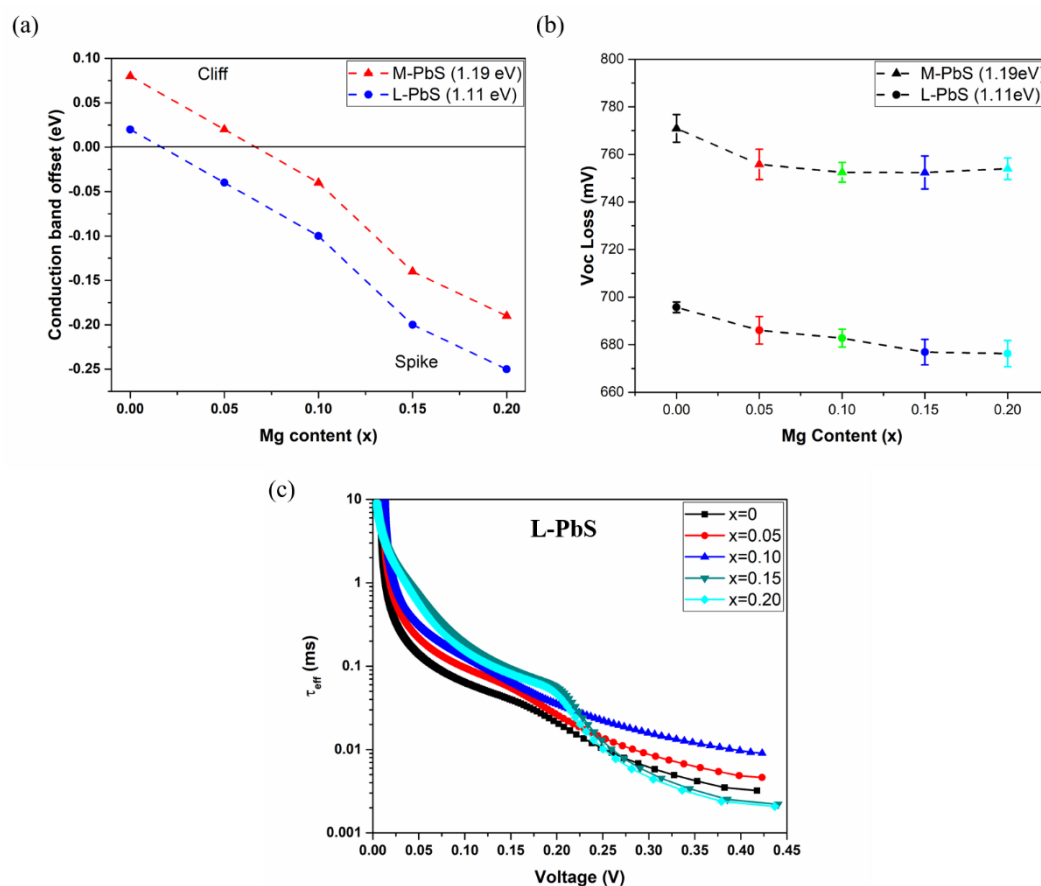 (a)
0.10
0.05
0.00
-0.05
-0.10
-0.15
-0.20
-0.25
Conduction band offset (eV)
Cliff
M-PbS (1.19 eV)
L-PbS (1.11 eV)
Spike
0.00 0.05 0.10 0.15 0.20
Mg content (x)
(b)
800
780
760
740
720
700
680
660
Voc Loss (mV)
M-PbS (1.19eV)
L-PbS (1.11eV)
0.00 0.05 0.10 0.15 0.20
Mg Content (x)
(c)
10
1
0.1
0.01
0.001
τeff (ms)
L-PbS
x=0
x=0.05
x=0.10
x=0.15
x=0.20
0.00 0.05 0.10 0.15 0.20 0.25 0.30 0.35 0.40 0.45
Voltage (V)